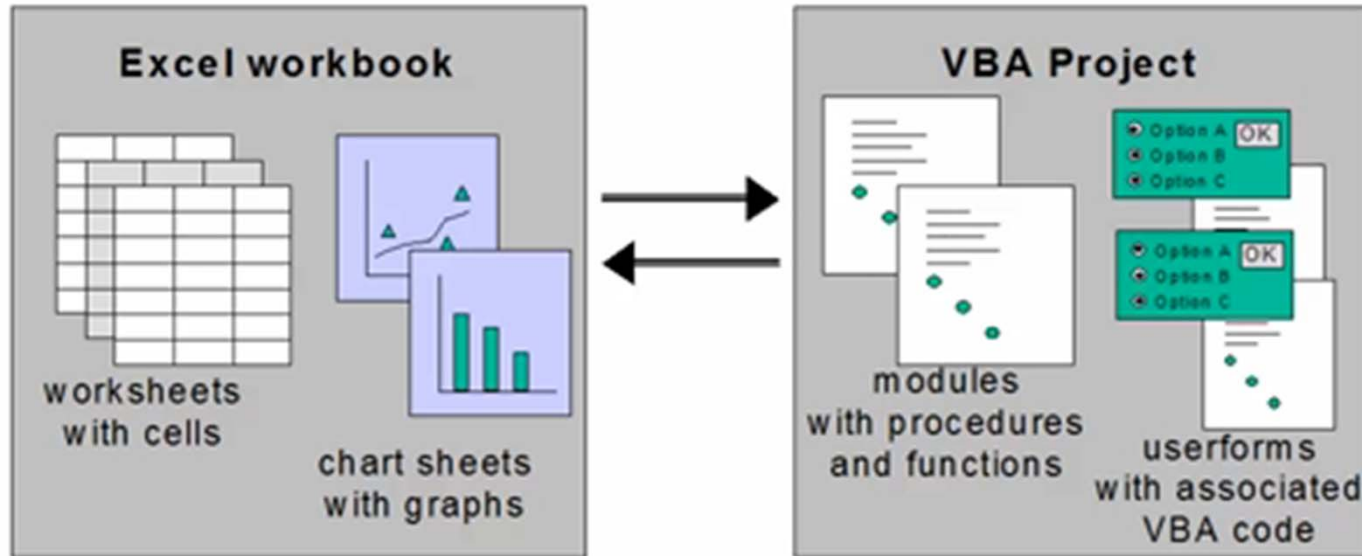 Excel workbook
worksheets
with cells
chart sheets
with graphs
VBA Project
Option A OK
Option B
Option C
Option A OK
Option B
Option C
modules
with procedures
and functions
userforms
with associated
VBA code